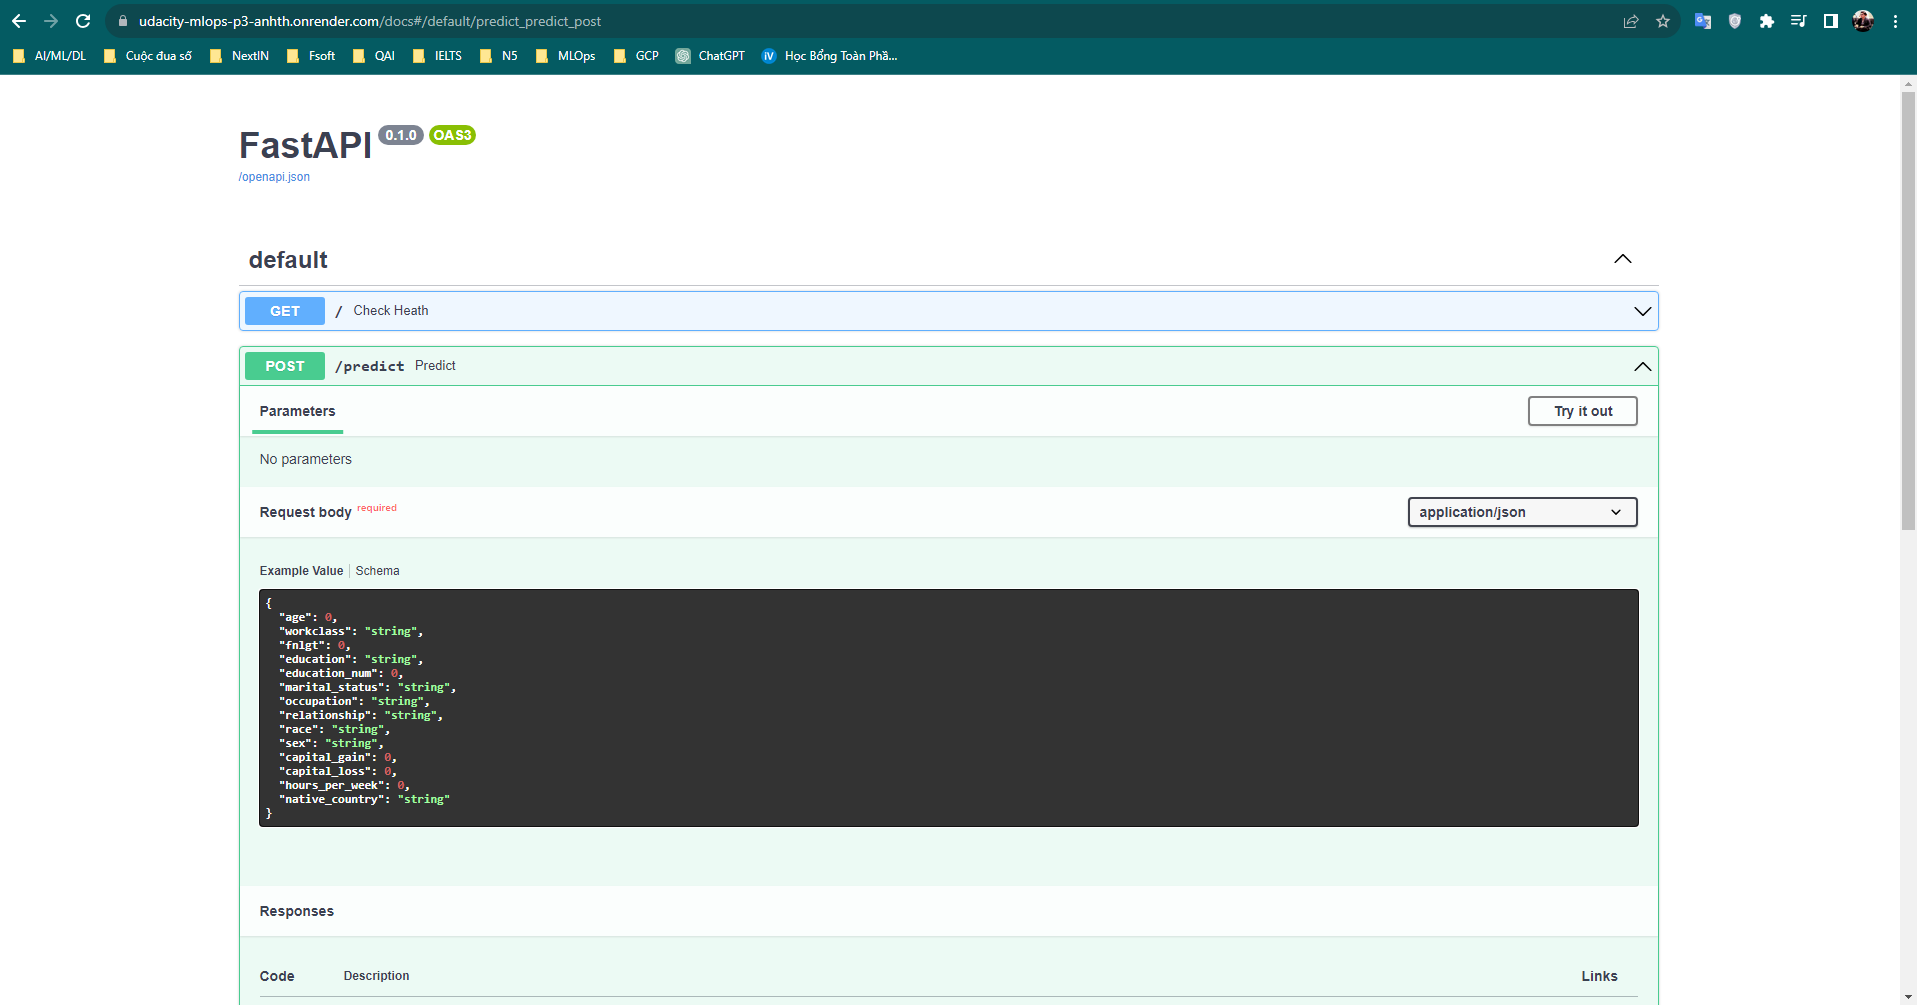 udacity-mlops-p3-anhth.onrender.com/docs#/default/predict_predict_post
AI/ML/DL Cuộc đua số NextIN Fsoft QAI IELTS N5 MLOps GCP ChatGPT iV Học Bổng Toàn Phầ...
FastAPI 0.1.0 OAS3
/openapi.json
default
GET / Check Heath
POST /predict Predict
Parameters Try it out
No parameters
Request body required application/json
Example Value Schema
{
"age": 0,
"workclass": "string",
"fnlgt": 0,
"education": "string",
"education_num": 0,
"marital_status": "string",
"occupation": "string",
"relationship": "string",
"race": "string",
"sex": "string",
"capital_gain": 0,
"capital_loss": 0,
"hours_per_week": 0,
"native_country": "string"
}
Responses
Code Description Links